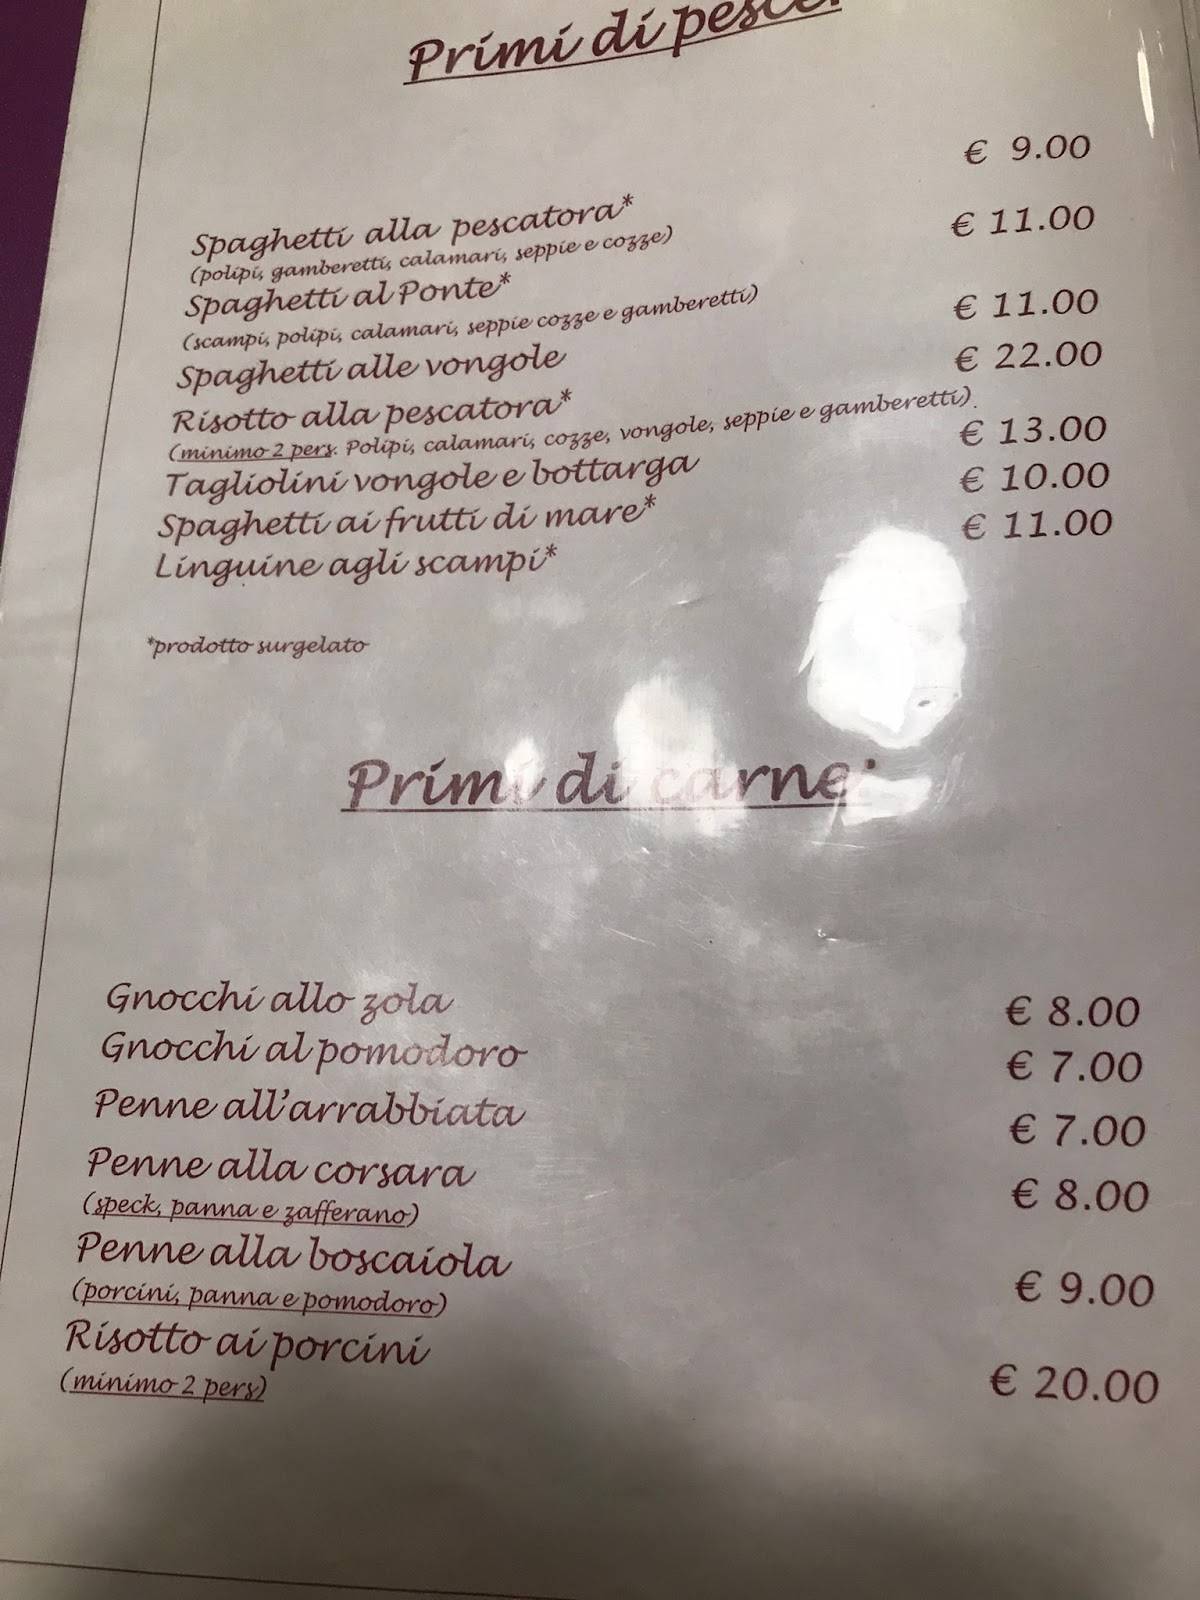 Primi di pesce:
€ 9.00
Spaghetti alla pescatora*
(polipi, gamberetti, calamari, seppie e cozze)
€ 11.00
Spaghetti al Ponte*
(scampi, polipi, calamari, seppie cozze e gamberetti)
€ 11.00
Spaghetti alle vongole
€ 22.00
Risotto alla pescatora*
(minimo 2 pers. Polipi, calamari, cozze, vongole, seppie e gamberetti).
€ 13.00
Tagliolini vongole e bottarga
€ 10.00
Spaghetti ai frutti di mare*
€ 11.00
Linguine agli scampi*
*prodotto surgelato
Primi di carne:
Gnocchi allo zola € 8.00
Gnocchi al pomodoro € 7.00
Penne all'arrabbiata € 7.00
Penne alla corsara € 8.00
(speck, panna e zafferano)
Penne alla boscaiola € 9.00
(porcini, panna e pomodoro)
Risotto ai porcini
(minimo 2 pers) € 20.00